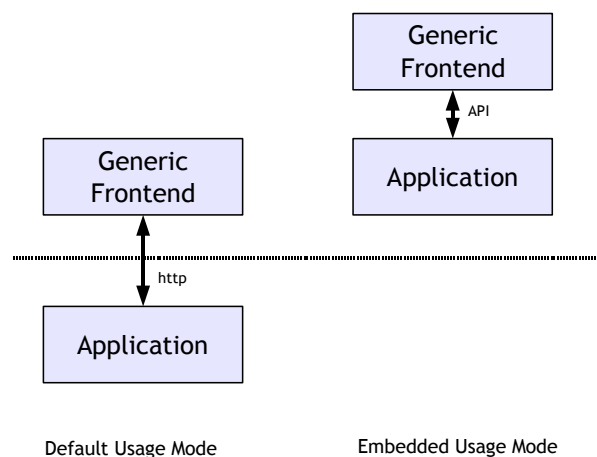 Generic
Frontend
API
Application
Generic
Frontend
http
Application
Default Usage Mode
Embedded Usage Mode